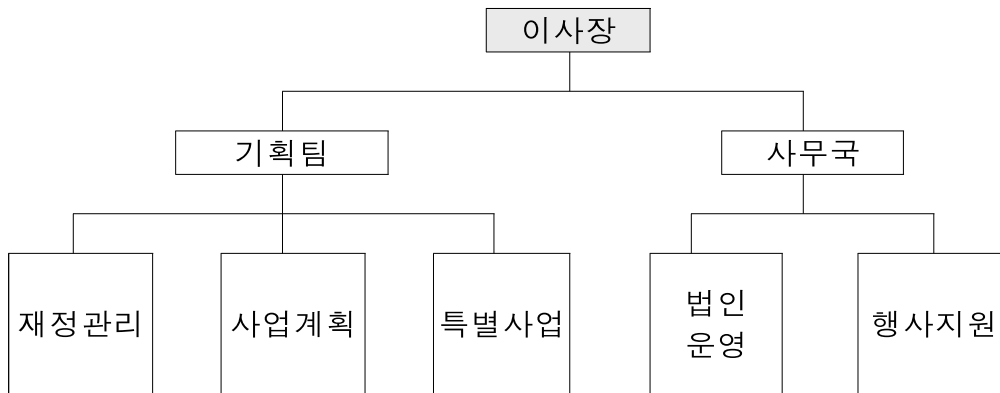 이사장
기획팀
사무국
재정관리
사업계획
특별사업
법인
운영
행사지원